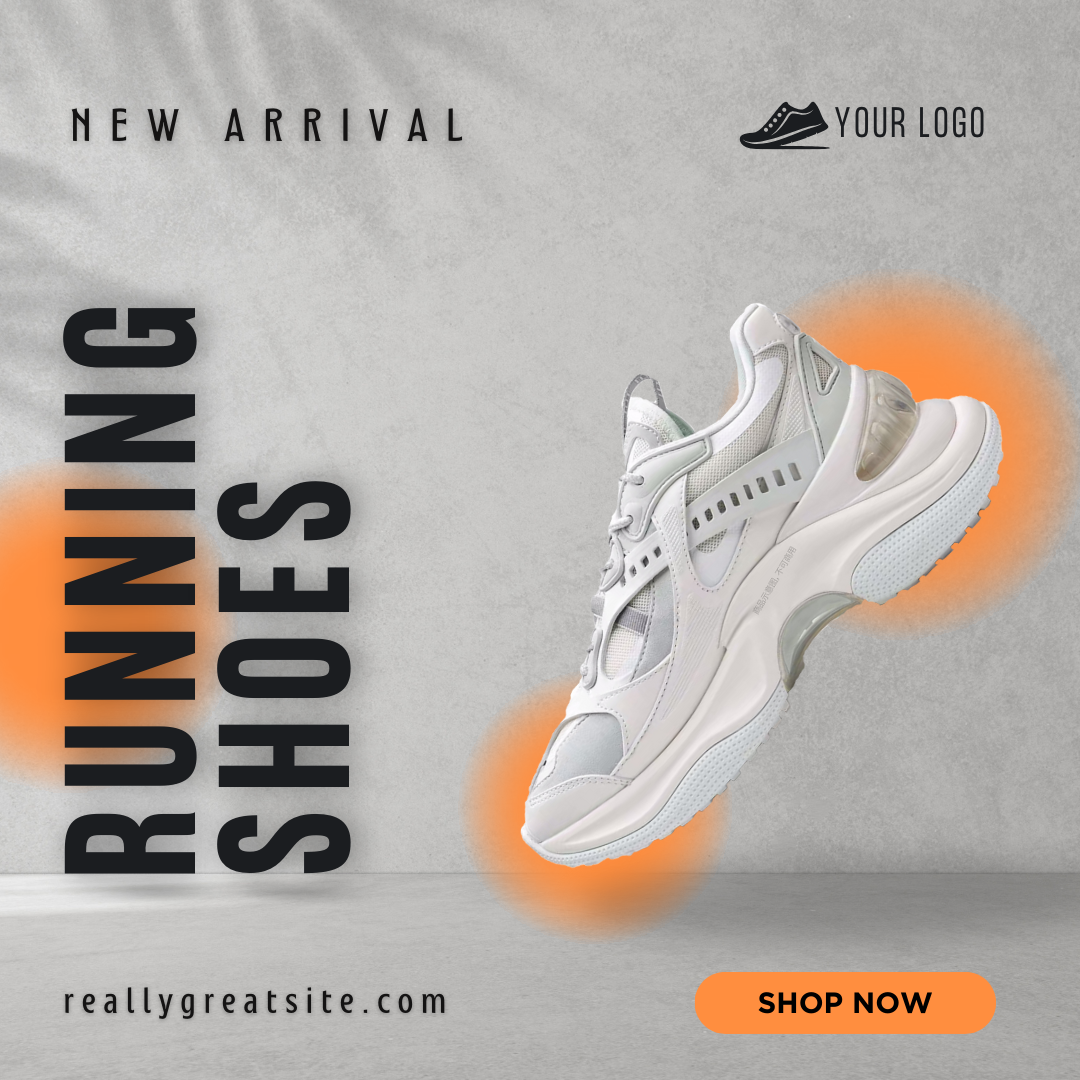 NEW ARRIVAL
YOUR LOGO
RUNNING
SHOES
reallygreatsite.com
SHOP NOW